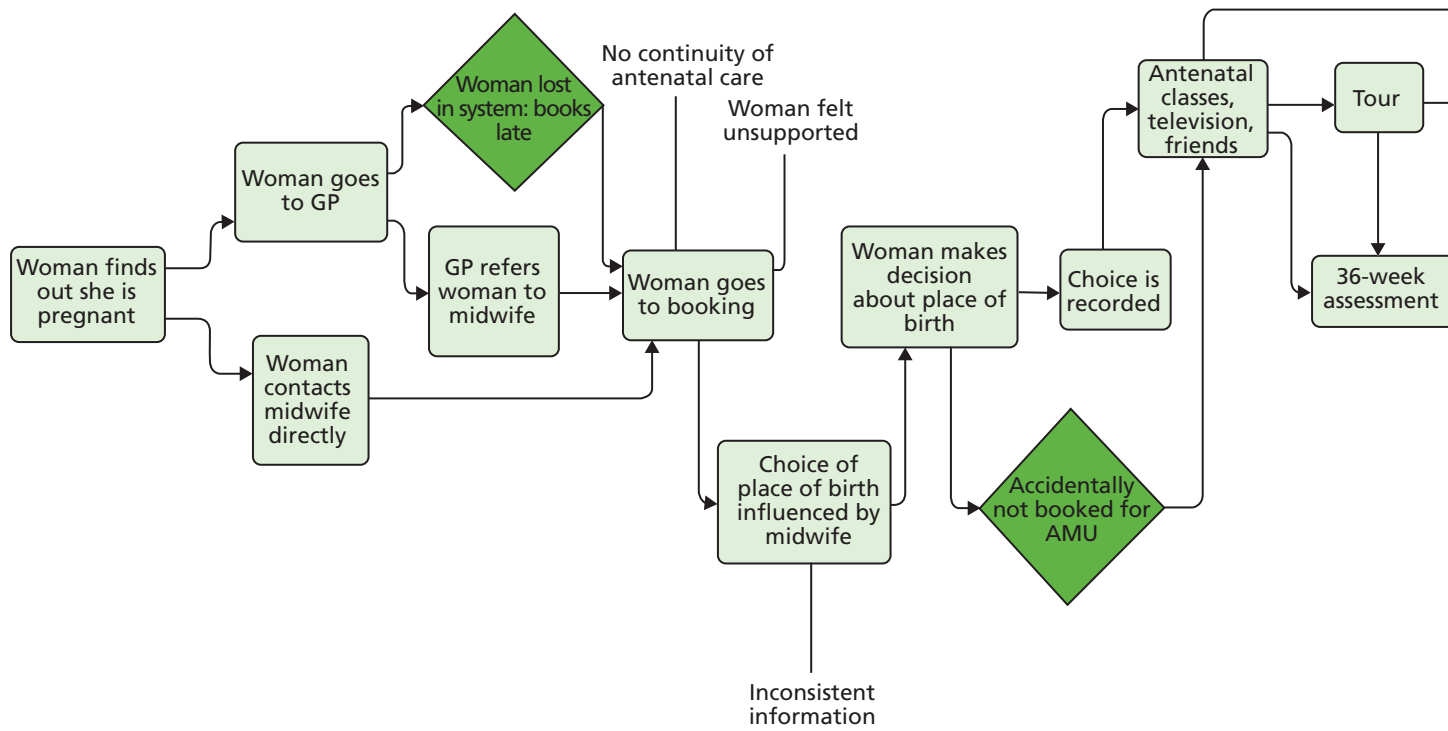 Woman finds
out she is
pregnant
Woman goes
to GP
Woman
contacts
midwife
directly
Woman lost
in system: books
late
GP refers
woman to
midwife
No continuity of
antenatal care
Woman felt
unsupported
Woman goes
to booking
Choice of
place of birth
influenced by
midwife
Inconsistent
information
Woman makes
decision
about place of
birth
Choice is
recorded
Accidentally
not booked for
AMU
Antenatal
classes,
television,
friends
Tour
36-week
assessment